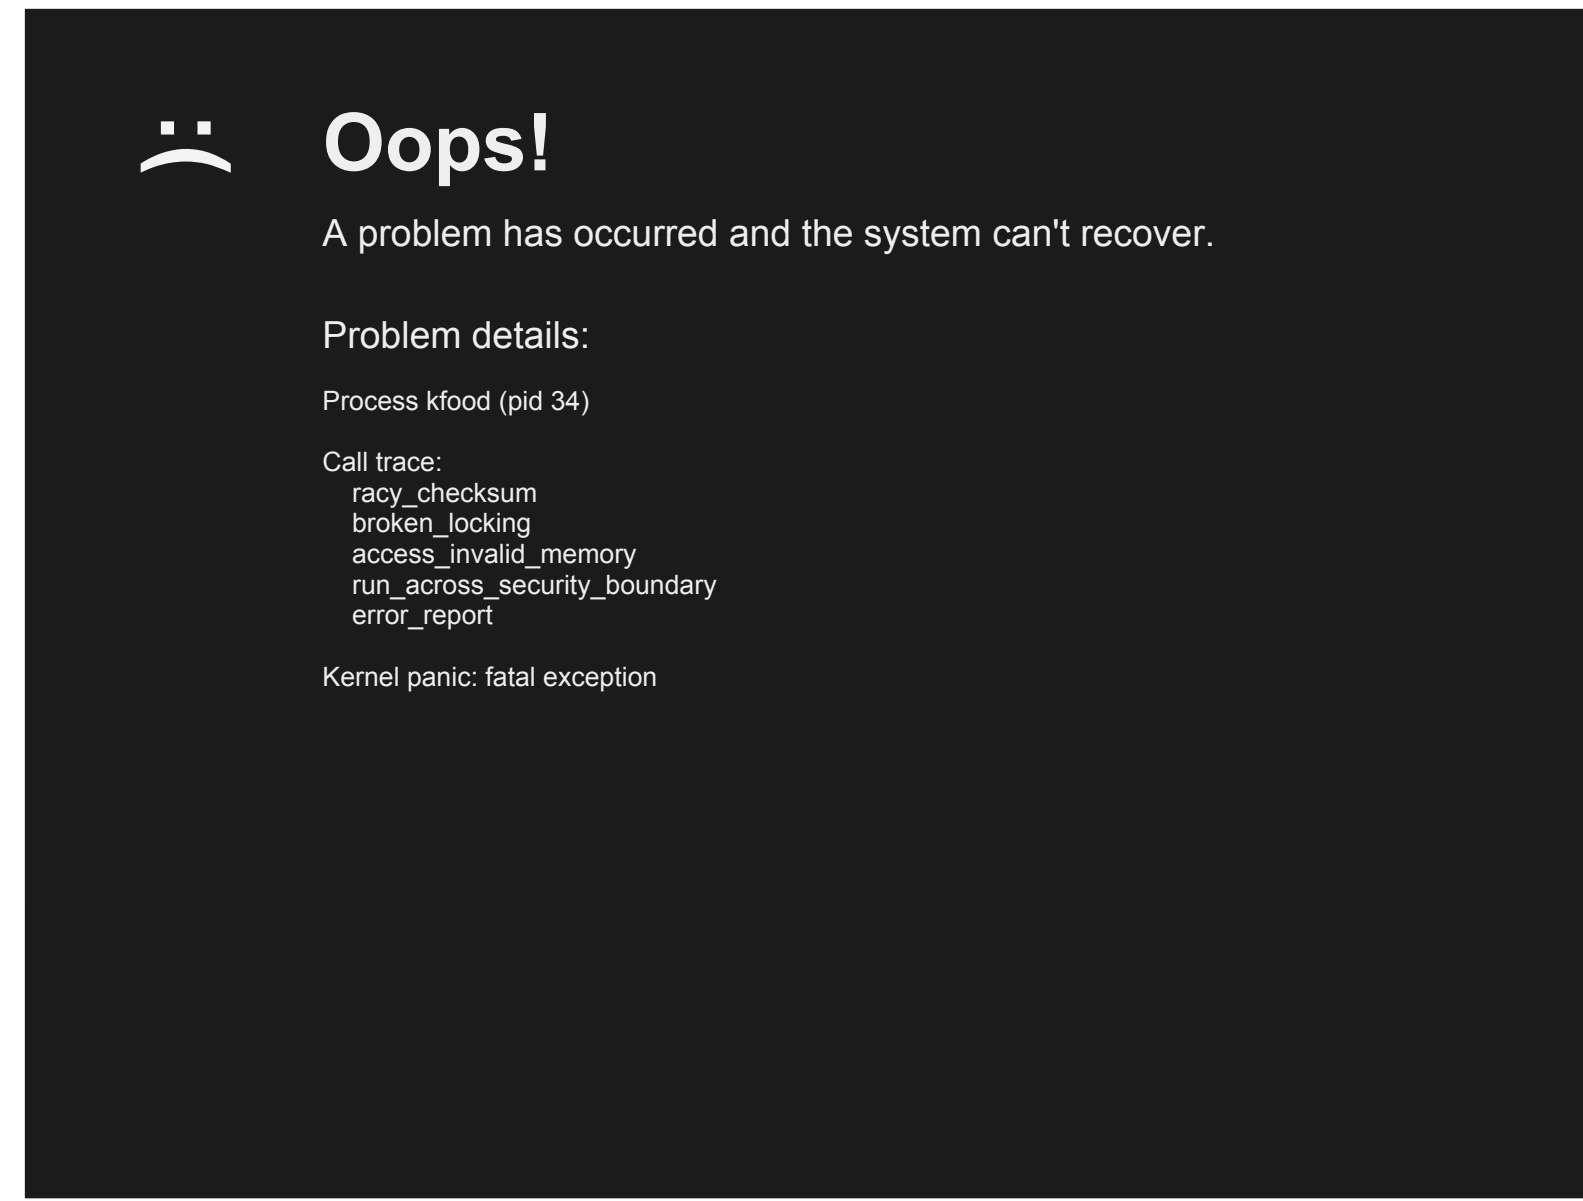 Oops!
A problem has occurred and the system can't recover.
Problem details:
Process kfood (pid 34)
Call trace:
racy_checksum
broken_locking
access_invalid_memory
run_across_security_boundary
error_report
Kernel panic: fatal exception